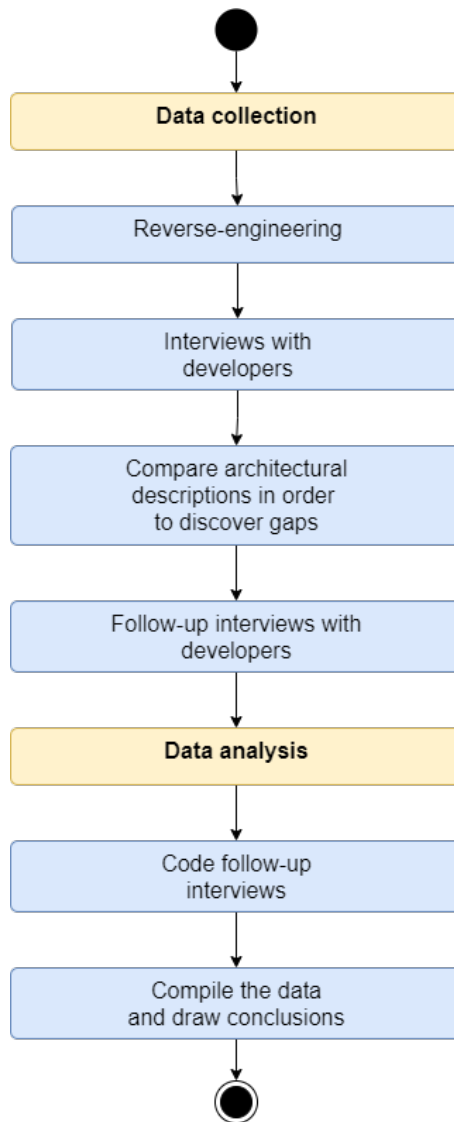 Data collection
Reverse-engineering
Interviews with
developers
Compare architectural
descriptions in order
to discover gaps
Follow-up interviews with
developers
Data analysis
Code follow-up
interviews
Compile the data
and draw conclusions